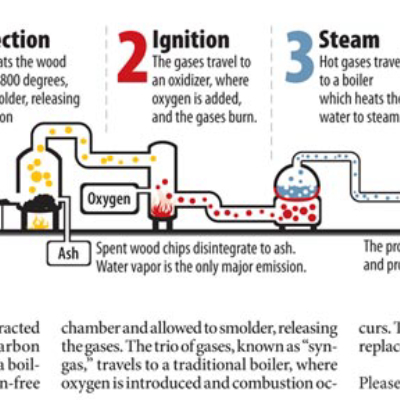 ction
ats the wood
800 degrees,
older, releasing
on
2 Ignition
The gases travel to
an oxidizer, where
oxygen is added,
and the gases burn.
3 Steam
Hot gases trave
to a boiler
which heats the
water to steam
Oxygen
Ash
Spent wood chips disintegrate to ash.
Water vapor is the only major emission.
The pro
and pro
racted
arbon
a boil-
n-free
chamber and allowed to smolder, releasing
the gases. The trio of gases, known as “syn-
gas,” travels to a traditional boiler, where
oxygen is introduced and combustion oc-
curs. T
replac
Please